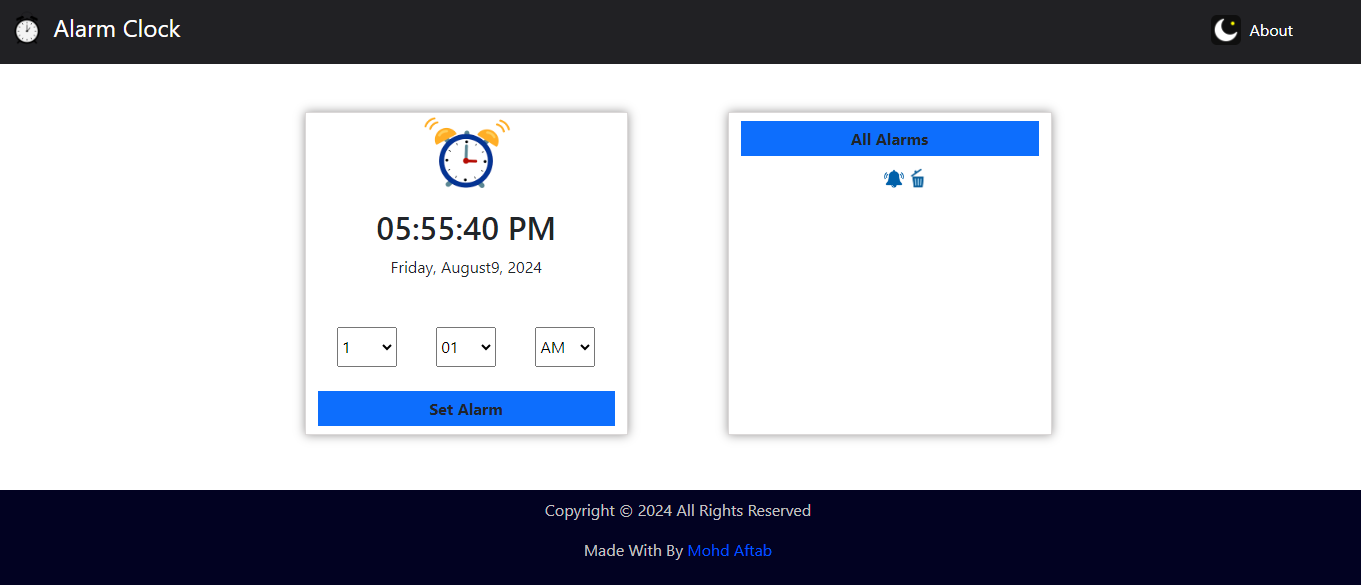 Alarm Clock
About
05:55:40 PM
Friday, August9, 2024
1 01 AM
Set Alarm
All Alarms
Copyright © 2024 All Rights Reserved
Made With By Mohd Aftab